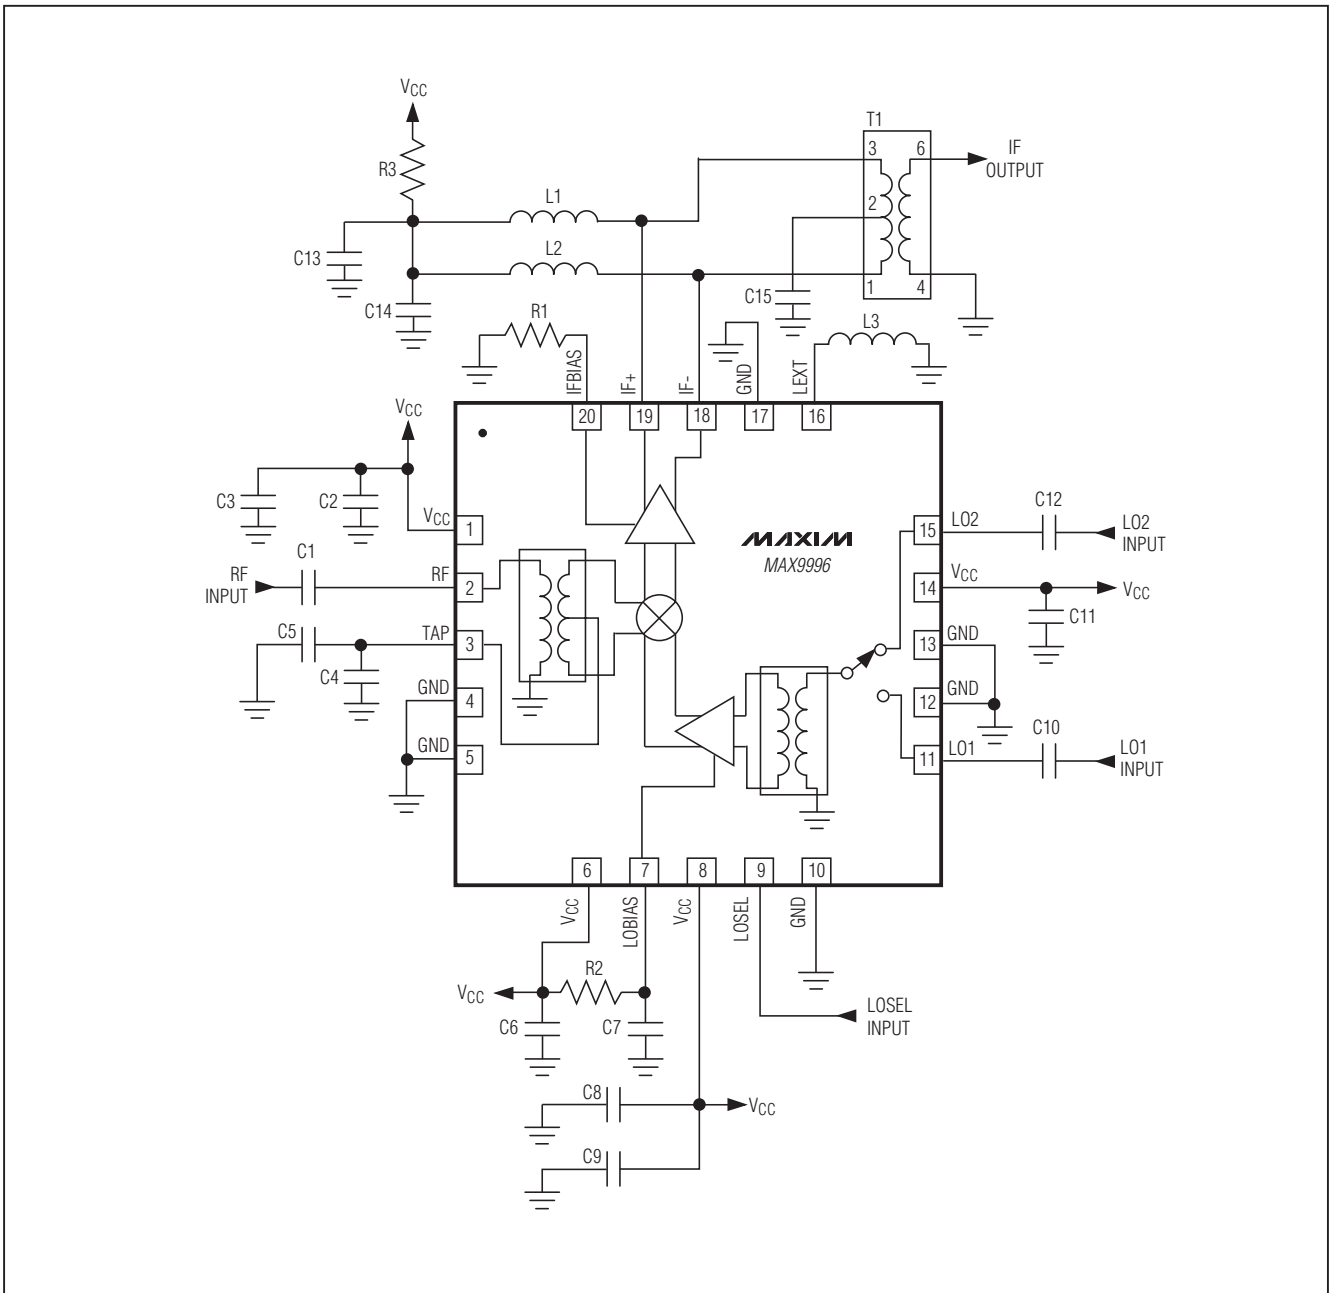 VCC
R3
T1
3
6
IF
OUTPUT
L1
2
L2
C13
C14
1
4
C15
R1
L3
IFBIAS
IF+
IF-
GND
LEXT
20
19
18
17
16
VCC
C3
C2
VCC
1
C1
RF
INPUT
RF
2
C5
TAP
3
C4
GND
4
GND
5
MAXIM
MAX9996
C12
15
LO2
LO2
INPUT
14
VCC
VCC
C11
13
GND
12
GND
C10
11
LO1
LO1
INPUT
6
7
8
9
10
VCC
LOBIAS
VCC
LOSEL
GND
VCC
R2
C6
C7
LOSEL
INPUT
C8
VCC
C9